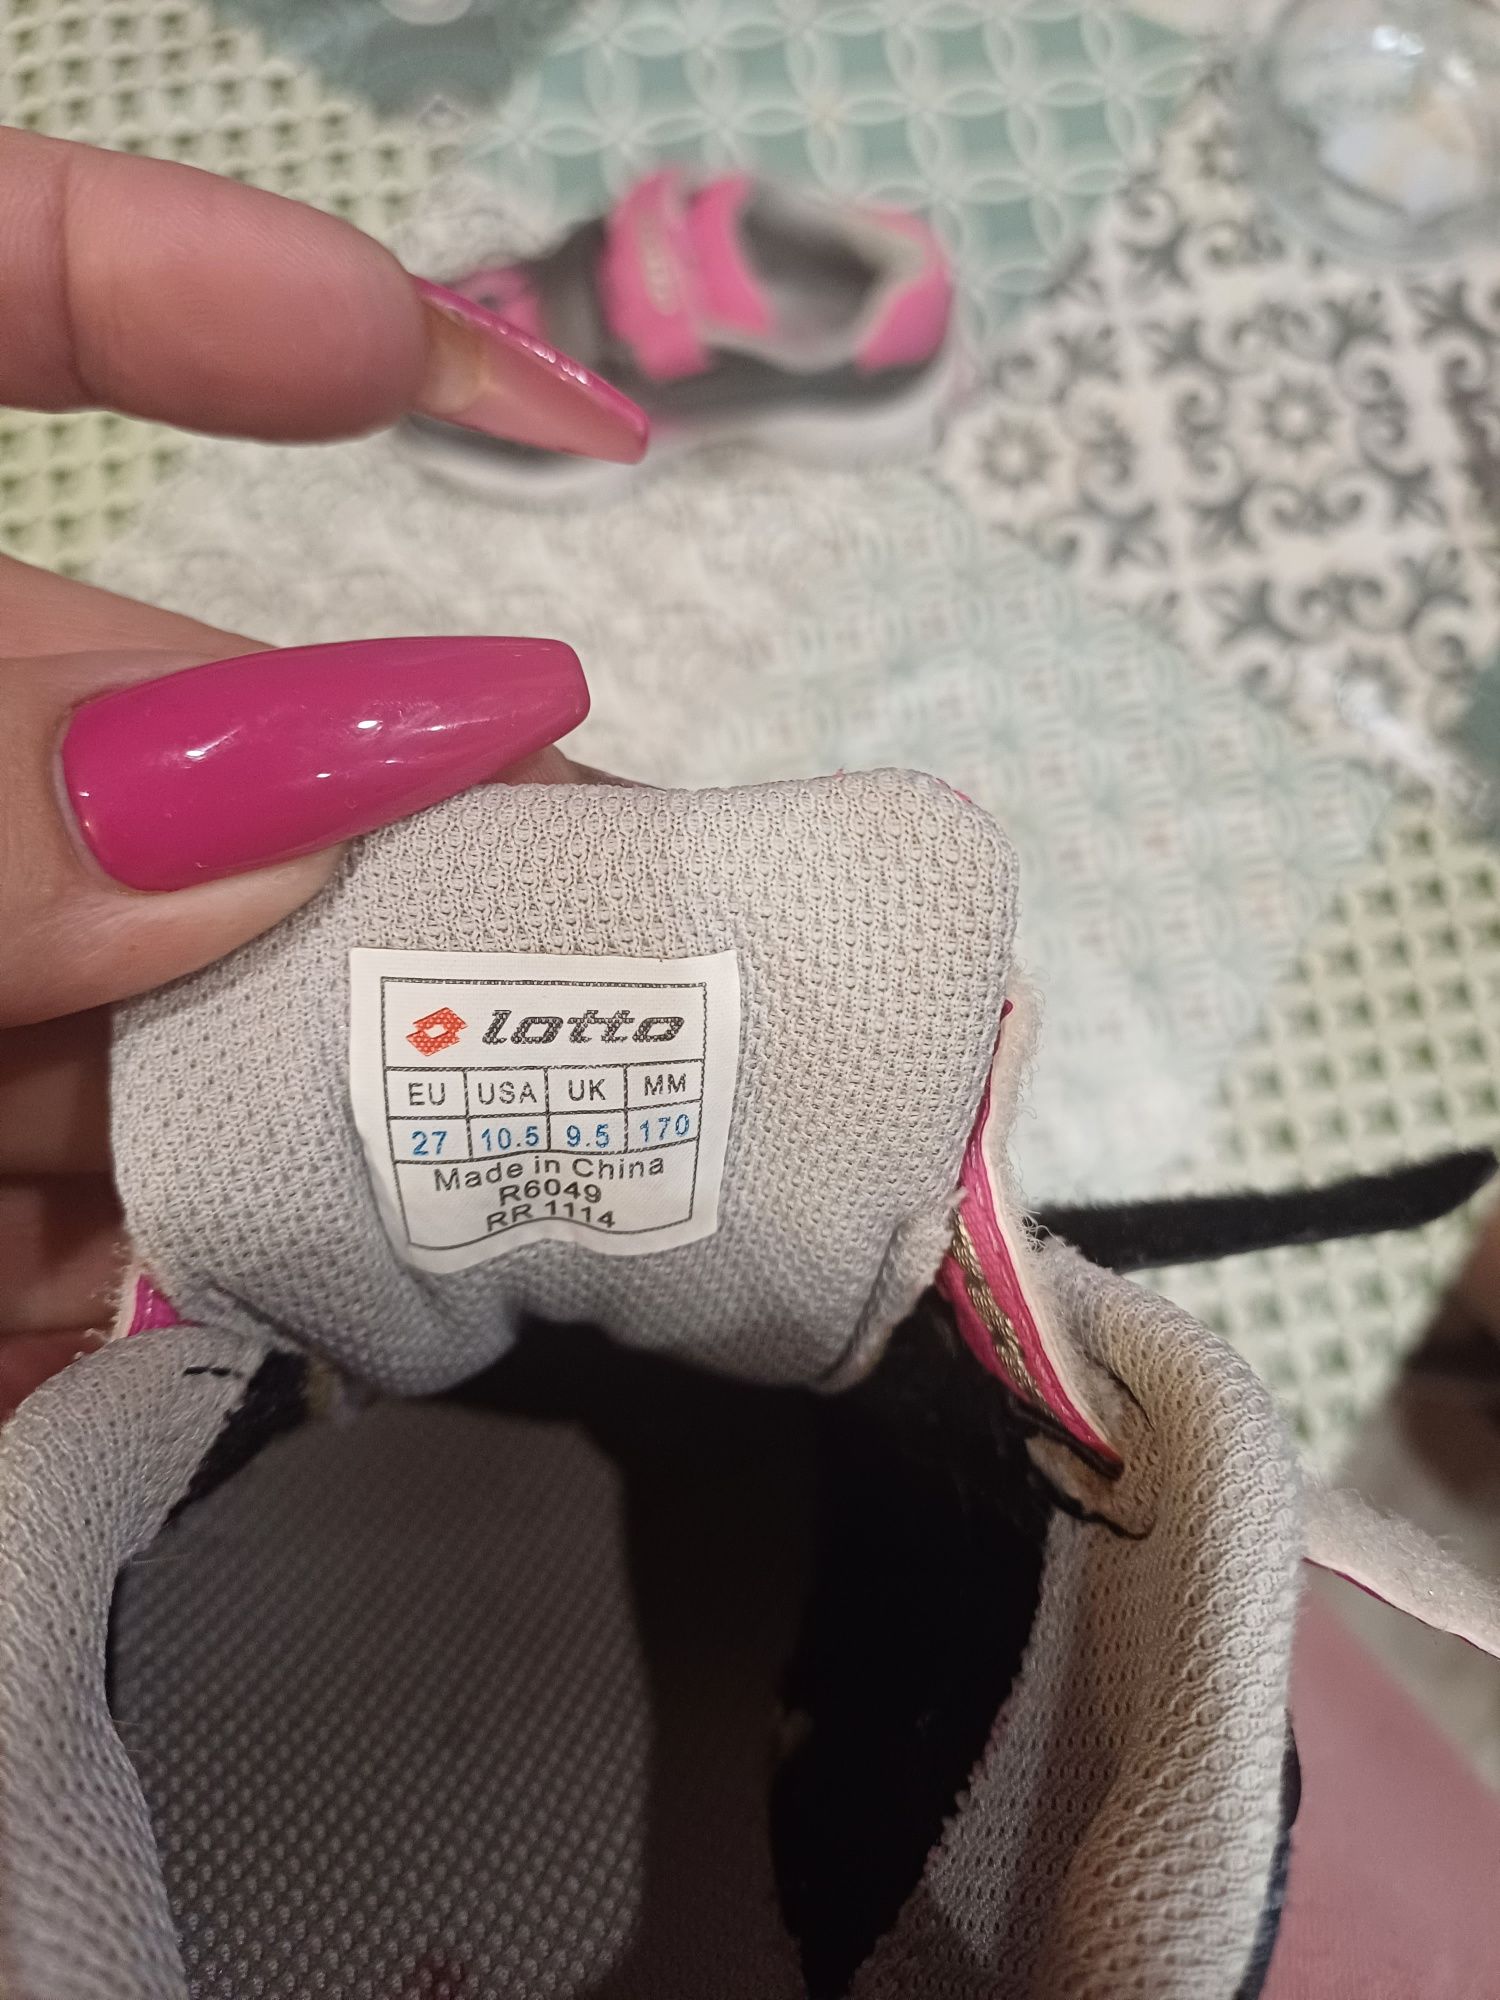 lotto
EU USA UK MM
27 10.5 9.5 170
Made in China
R6049
RR 1114